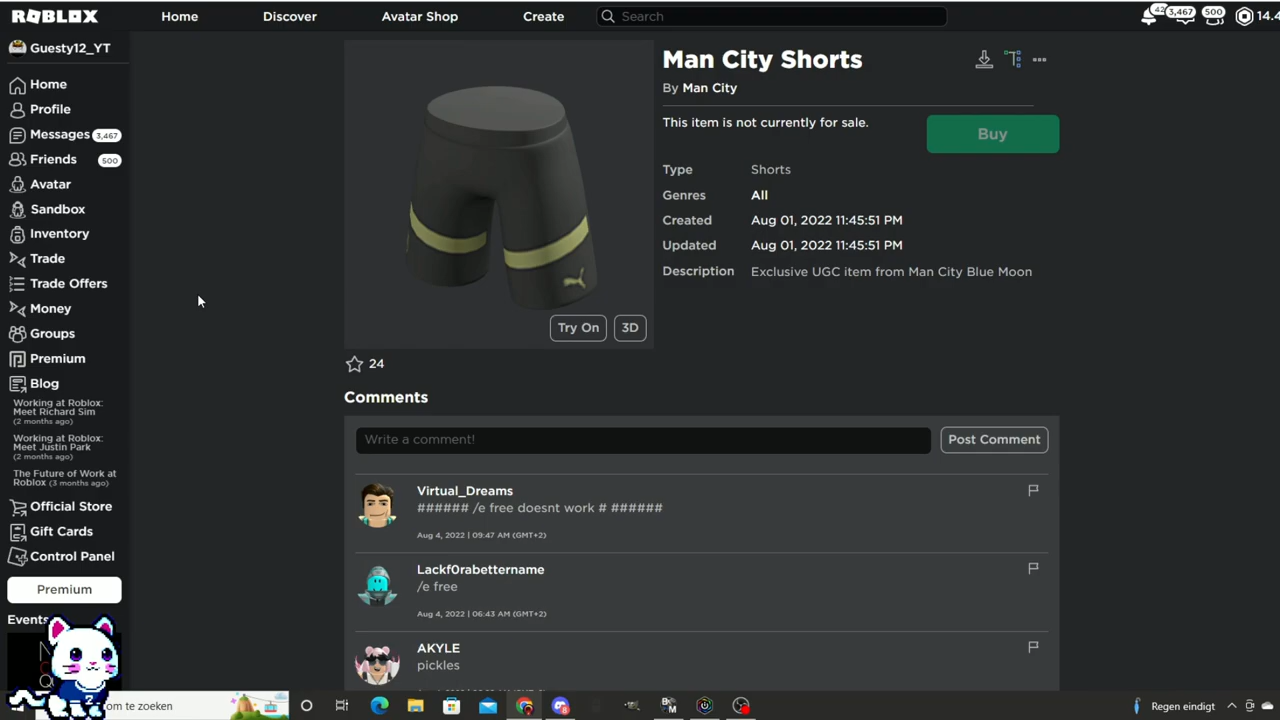 ROBLOX
Home
Discover
Avatar Shop
Create
Search
42
3,467
500
14.4
Guesty12_YT
Home
Profile
Messages 3,467
Friends 500
Avatar
Sandbox
Inventory
Trade
Trade Offers
Money
Groups
Premium
Blog
Working at Roblox:
Meet Richard Sim
(2 months ago)
Working at Roblox:
Meet Justin Park
(2 months ago)
The Future of Work at
Roblox (3 months ago)
Official Store
Gift Cards
Control Panel
Premium
Events
Try On
3D
24
Man City Shorts
By Man City
This item is not currently for sale.
Buy
Type Shorts
Genres All
Created Aug 01, 2022 11:45:51 PM
Updated Aug 01, 2022 11:45:51 PM
Description Exclusive UGC item from Man City Blue Moon
Comments
Write a comment!
Post Comment
Virtual_Dreams
###### /e free doesnt work # ######
Aug 4, 2022 | 09:47 AM (GMT+2)
Lackf0rabettername
/e free
Aug 4, 2022 | 06:43 AM (GMT+2)
AKYLE
pickles
2
om te zoeken
Regen eindigt